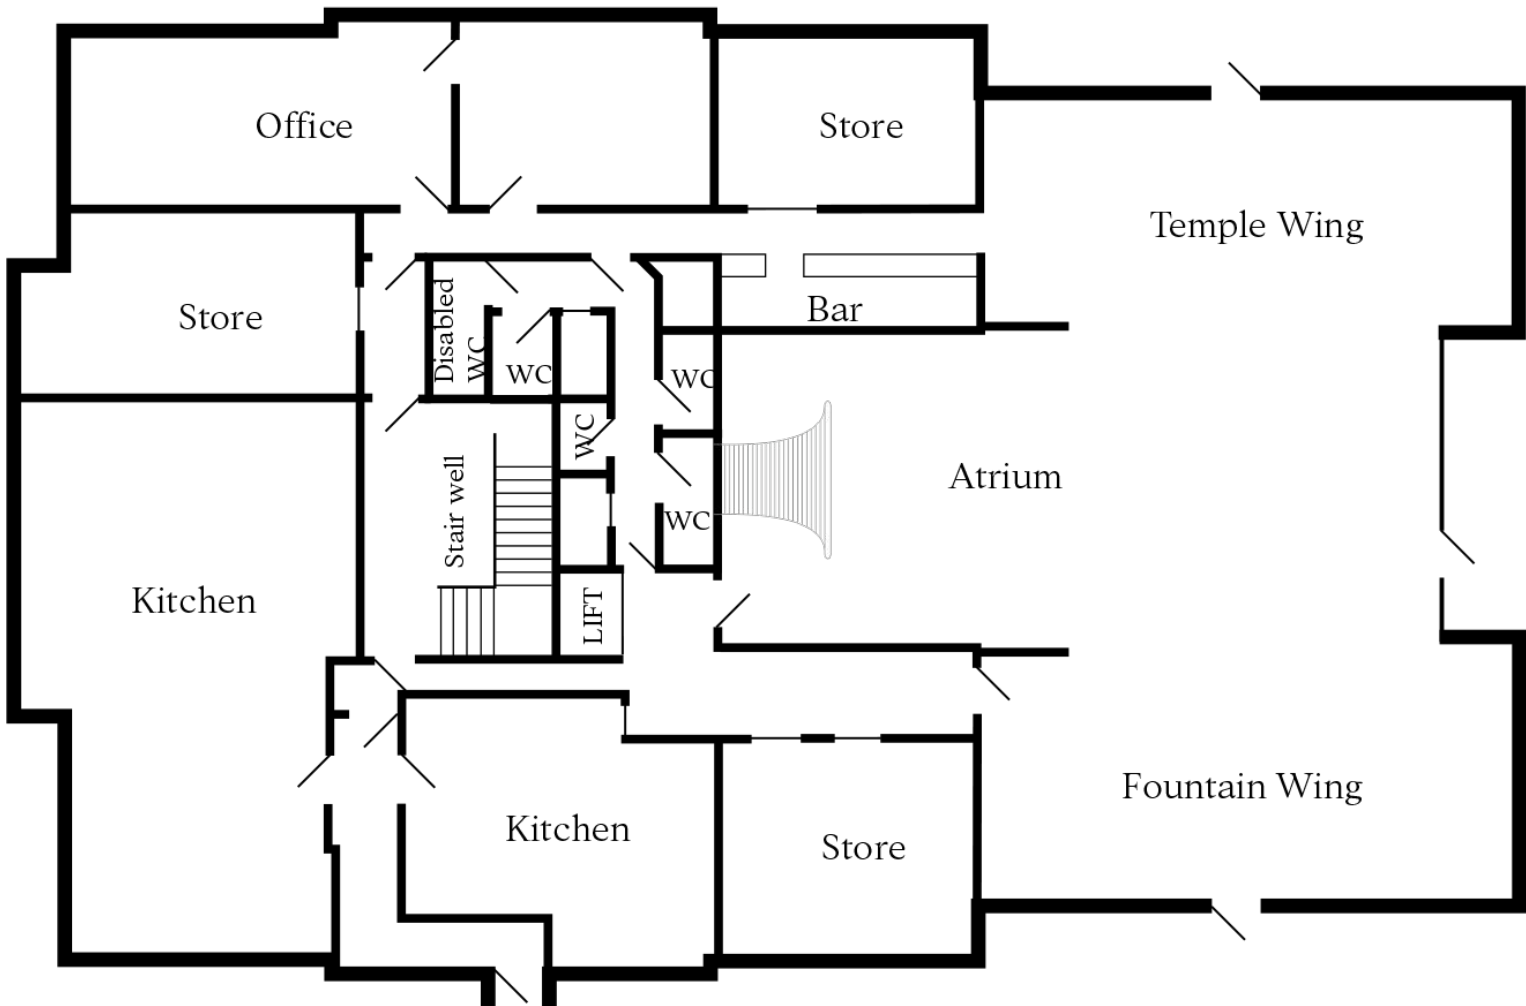 Office
Store
Temple Wing
Store
Disabled
WC
WC
Bar
WC
WC
Stair well
Atrium
WC
Kitchen
LIFT
Kitchen
Store
Fountain Wing